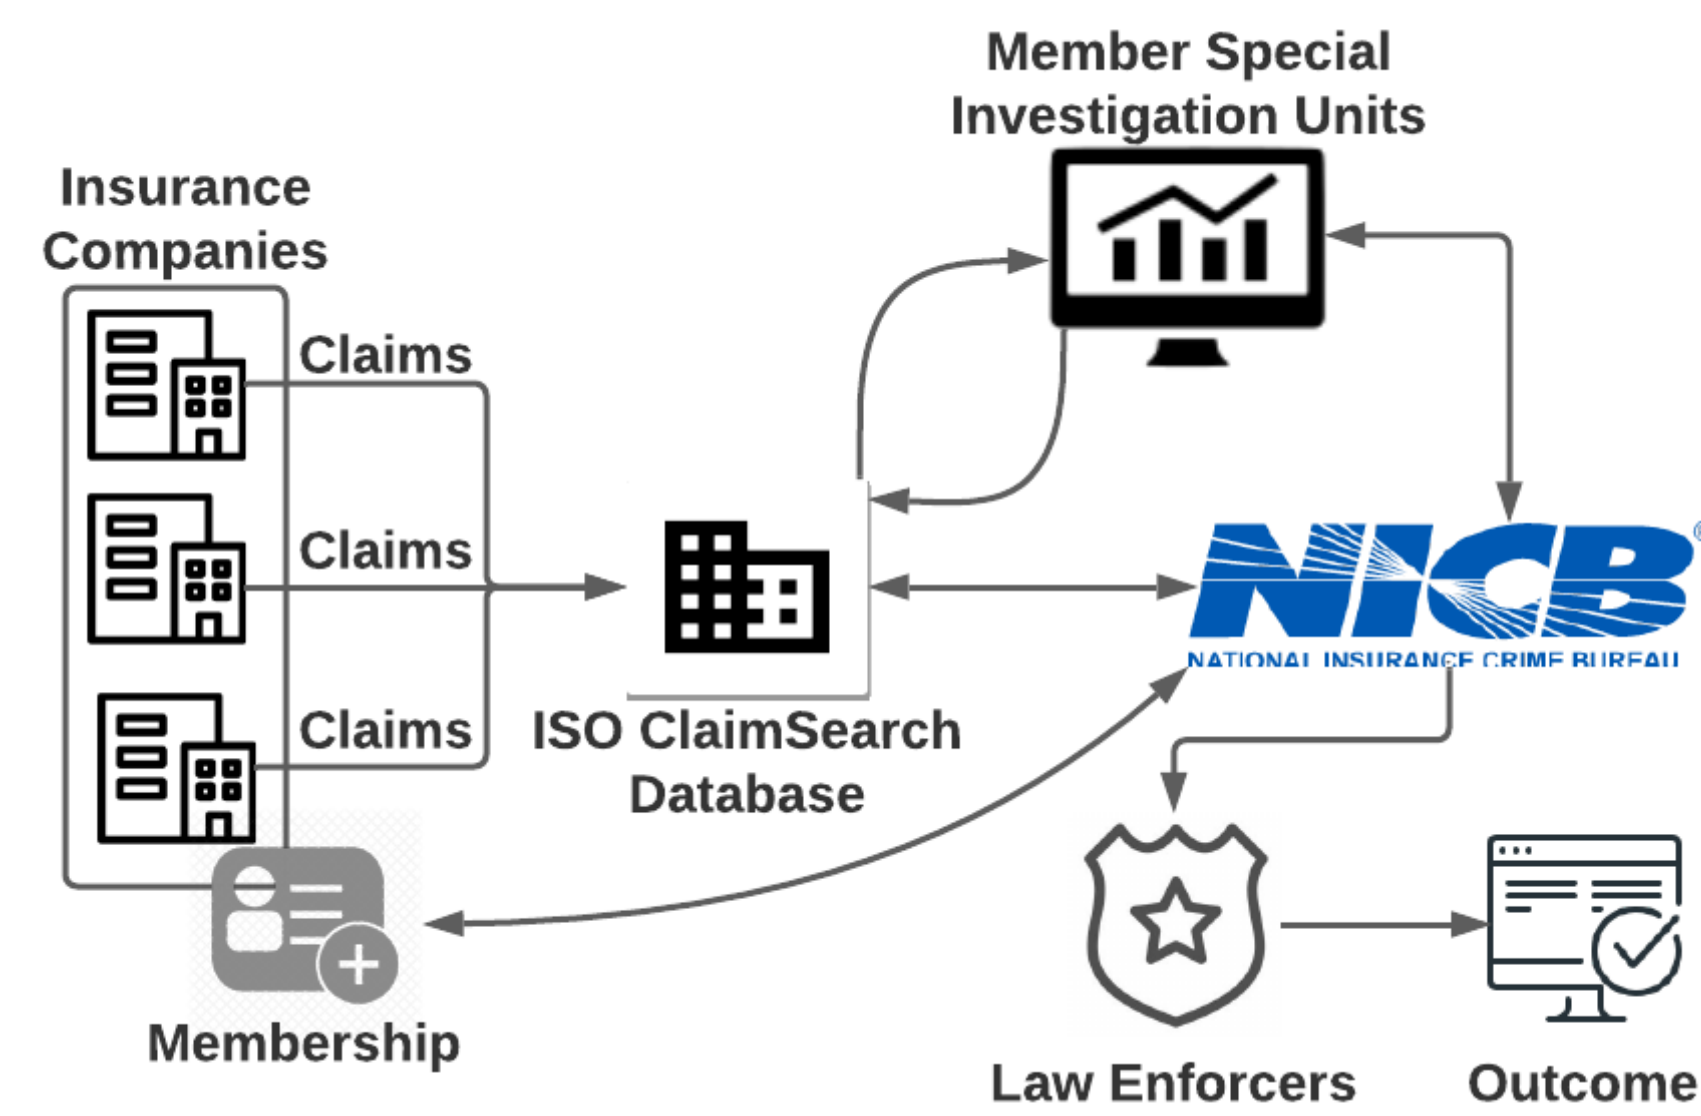 Member Special
Investigation Units
Insurance
Companies
Claims
Claims
Claims
ISO ClaimSearch
Database
NICB®
NATIONAL INSURANCE CRIME BUREAU
Membership
Law Enforcers
Outcome